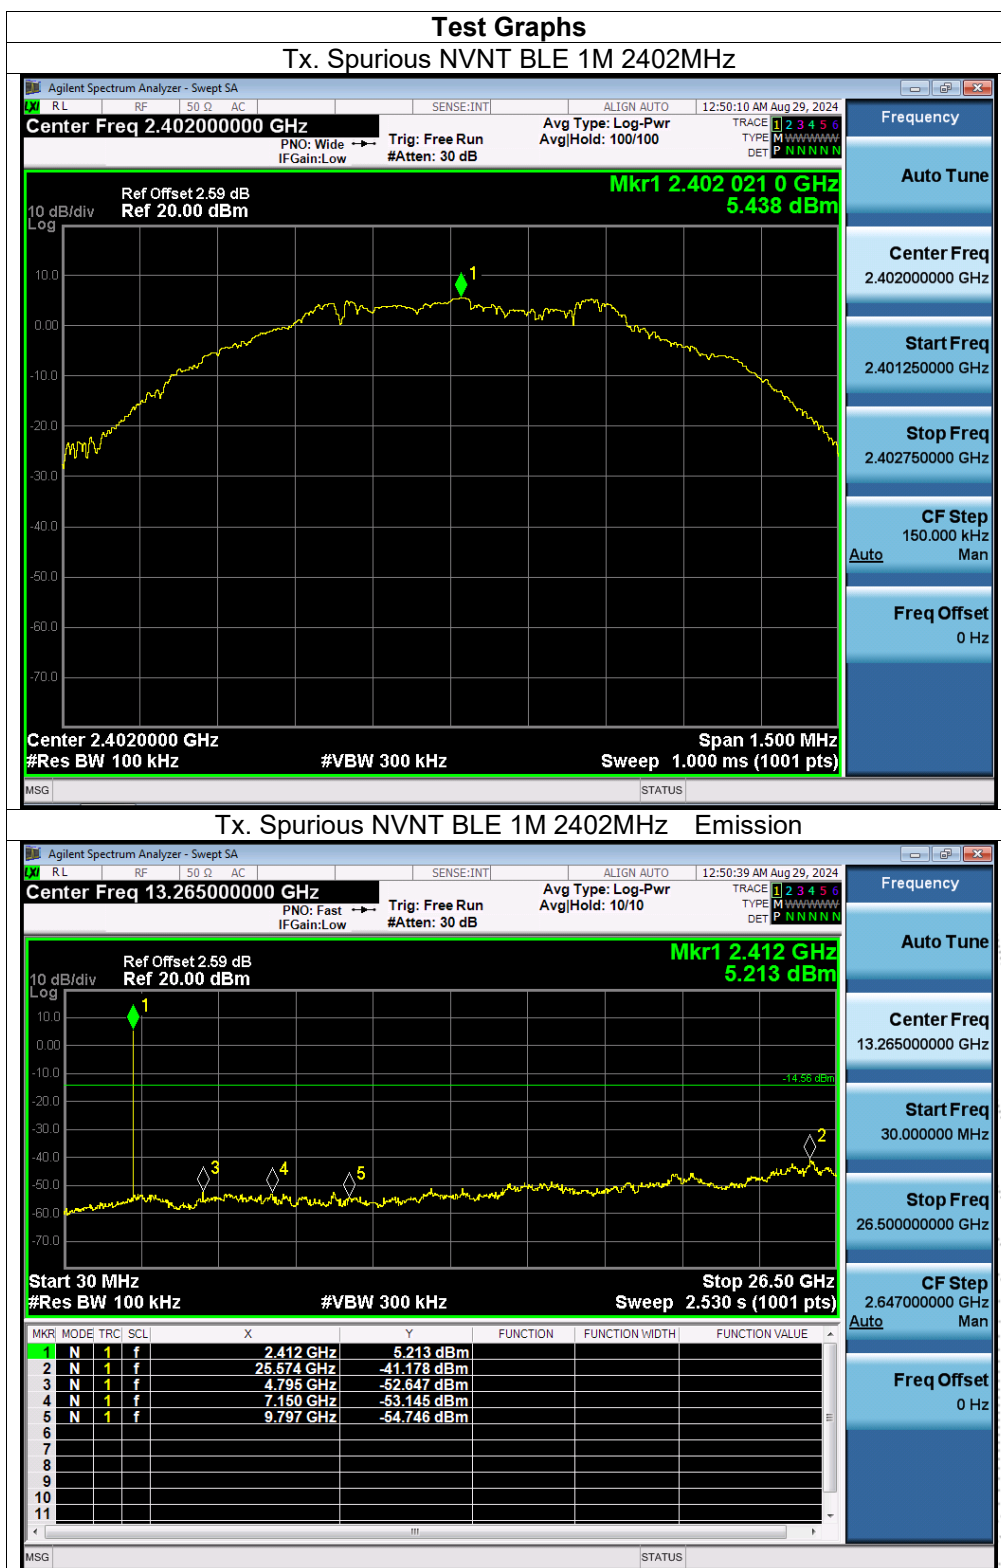 Test Graphs
Tx. Spurious NVNT BLE 1M 2402MHz
Agilent Spectrum Analyzer - Swept SA
LXI RL RF 50 Ω AC SENSE:INT ALIGN AUTO 12:50:10 AM Aug 29, 2024
Center Freq 2.402000000 GHz
PNO: Wide
IFGain:Low
Trig: Free Run
#Atten: 30 dB
Avg Type: Log-Pwr
Avg|Hold: 100/100
TRACE 1 2 3 4 5 6
TYPE M WWWWW
DET P N N N N N
Frequency
Auto Tune
Center Freq
2.402000000 GHz
Start Freq
2.401250000 GHz
Stop Freq
2.402750000 GHz
CF Step
150.000 kHz
Auto Man
Freq Offset
0 Hz
Mkr1 2.402 021 0 GHz
5.438 dBm
Ref Offset 2.59 dB
10 dB/div Ref 20.00 dBm
Log
1
10.0
0.00
-10.0
-20.0
-30.0
-40.0
-50.0
-60.0
-70.0
Center 2.4020000 GHz Span 1.500 MHz
#Res BW 100 kHz #VBW 300 kHz Sweep 1.000 ms (1001 pts)
MSG STATUS
Tx. Spurious NVNT BLE 1M 2402MHz Emission
Agilent Spectrum Analyzer - Swept SA
LXI RL RF 50 Ω AC SENSE:INT ALIGN AUTO 12:50:39 AM Aug 29, 2024
Center Freq 13.265000000 GHz
PNO: Fast
IFGain:Low
Trig: Free Run
#Atten: 30 dB
Avg Type: Log-Pwr
Avg|Hold: 10/10
TRACE 1 2 3 4 5 6
TYPE M WWWWW
DET P N N N N N
Frequency
Auto Tune
Center Freq
13.265000000 GHz
Start Freq
30.000000 MHz
Stop Freq
26.500000000 GHz
CF Step
2.647000000 GHz
Auto Man
Freq Offset
0 Hz
Mkr1 2.412 GHz
5.213 dBm
Ref Offset 2.59 dB
10 dB/div Ref 20.00 dBm
Log
1
10.0
0.00
-10.0
-14.56 dBm
-20.0
-30.0
2
-40.0
3 4 5
-50.0
-60.0
-70.0
Start 30 MHz Stop 26.50 GHz
#Res BW 100 kHz #VBW 300 kHz Sweep 2.530 s (1001 pts)
MKR MODE TRC SCL X Y FUNCTION FUNCTION WIDTH FUNCTION VALUE
1 N 1 f 2.412 GHz 5.213 dBm
2 N 1 f 25.574 GHz -41.178 dBm
3 N 1 f 4.795 GHz -52.647 dBm
4 N 1 f 7.150 GHz -53.145 dBm
5 N 1 f 9.797 GHz -54.746 dBm
6
7
8
9
10
11
MSG STATUS